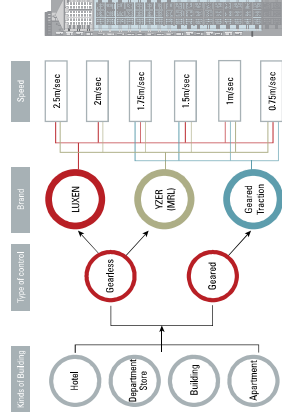 Speed
2.5m/sec
2m/sec
1.75m/sec
1.5m/sec
1m/sec
0.75m/sec
Brand
LUXEN
YZER
(MRL)
Geared
Traction
Type of control
Gearless
Geared
Kinds of Building
Hotel
Department
Store
Building
Apartment